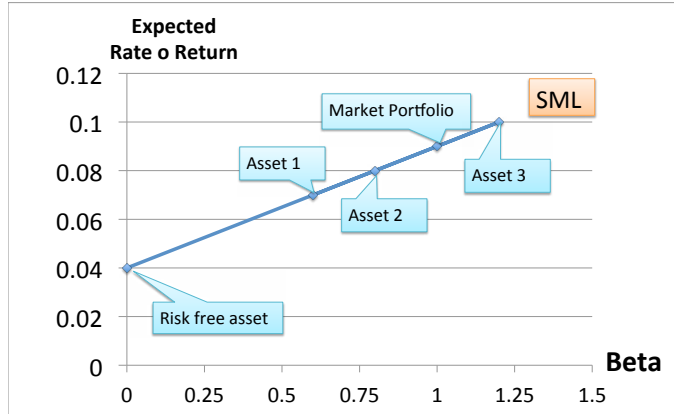 Expected
Rate o Return
0.12
SML
Market Portfolio
0.1
Asset 1
Asset 3
0.08
Asset 2
0.06
0.04
Risk free asset
0.02
0
Beta
0 0.25 0.5 0.75 1 1.25 1.5